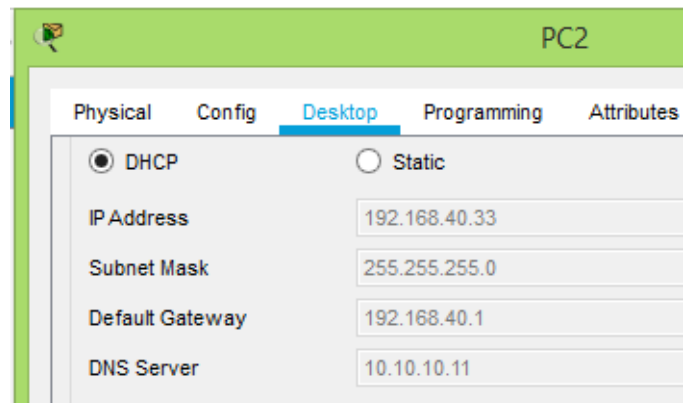 PC2
Physical Config Desktop Programming Attributes
DHCP Static
IP Address 192.168.40.33
Subnet Mask 255.255.255.0
Default Gateway 192.168.40.1
DNS Server 10.10.10.11